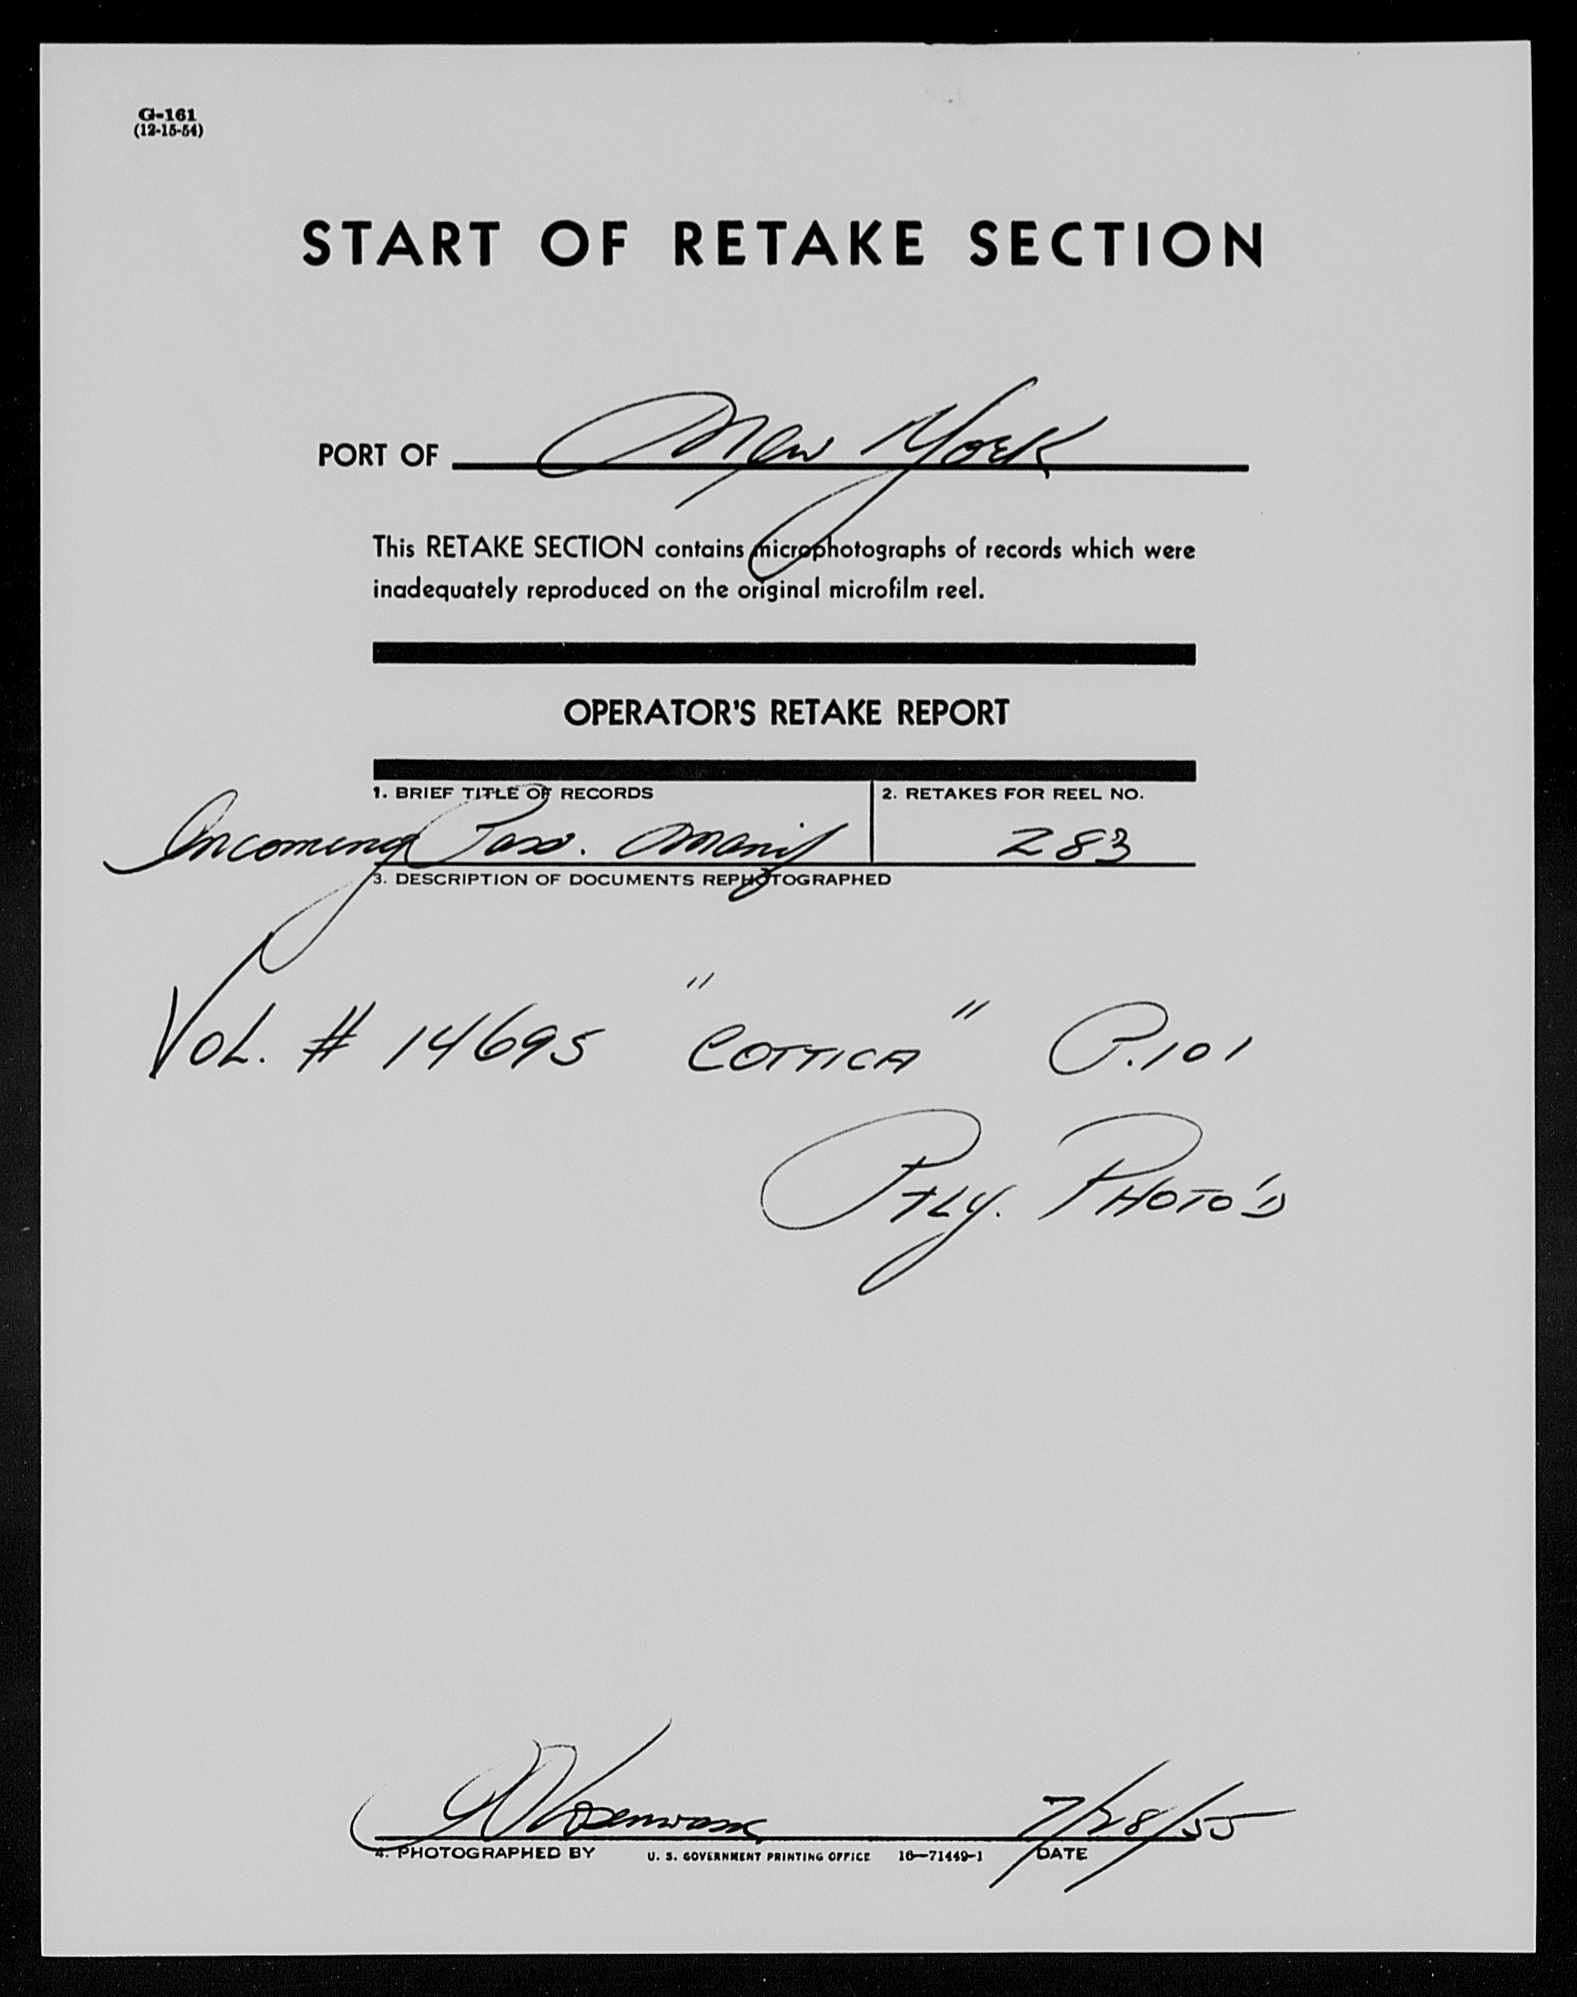 G-161
(12-15-54)
START OF RETAKE SECTION
PORT OF New York
This RETAKE SECTION contains microphotographs of records which were
inadequately reproduced on the original microfilm reel.
OPERATOR'S RETAKE REPORT
1. BRIEF TITLE OF RECORDS 2. RETAKES FOR REEL NO.
Incoming Pass. Manif 283
3. DESCRIPTION OF DOCUMENTS REPHOTOGRAPHED
VOL. # 14695 "COTTICA" P.101
PTLY. PHOTO'D
7/28/55
4. PHOTOGRAPHED BY U. S. GOVERNMENT PRINTING OFFICE 16—71449-1 DATE